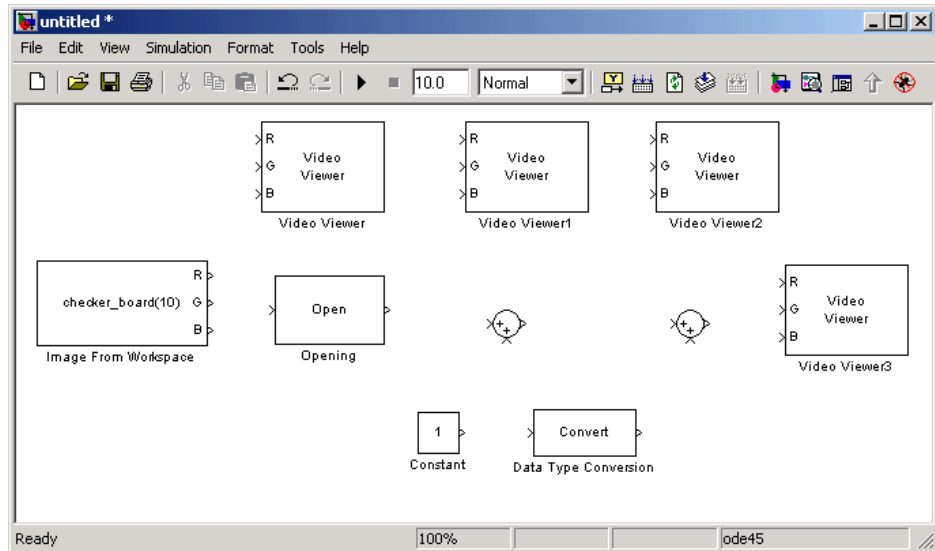 untitled *
File Edit View Simulation Format Tools Help
10.0 Normal
R
G
B
Video
Viewer
Video Viewer
R
G
B
Video
Viewer
Video Viewer1
R
G
B
Video
Viewer
Video Viewer2
checker_board(10)
R
G
B
Image From Workspace
Open
Opening
+
+
+
+
R
G
B
Video
Viewer
Video Viewer3
1
Constant
Convert
Data Type Conversion
Ready 100% ode45